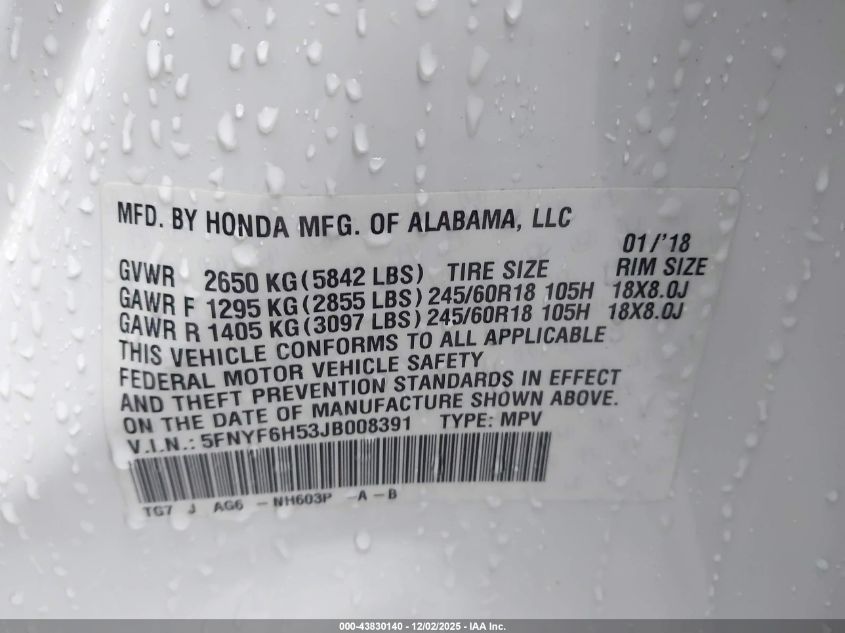 MFD. BY HONDA MFG. OF ALABAMA, LLC
01/'18
GVWR 2650 KG (5842 LBS) TIRE SIZE RIM SIZE
GAWR F 1295 KG (2855 LBS) 245/60R18 105H 18X8.0J
GAWR R 1405 KG (3097 LBS) 245/60R18 105H 18X8.0J
THIS VEHICLE CONFORMS TO ALL APPLICABLE
FEDERAL MOTOR VEHICLE SAFETY
AND THEFT PREVENTION STANDARDS IN EFFECT
ON THE DATE OF MANUFACTURE SHOWN ABOVE.
V.I.N.: 5FNYF6H53JB008391 TYPE: MPV
TG7 J AG6 - NH603P -A-B
000-43830140 - 12/02/2025 - IAA Inc.